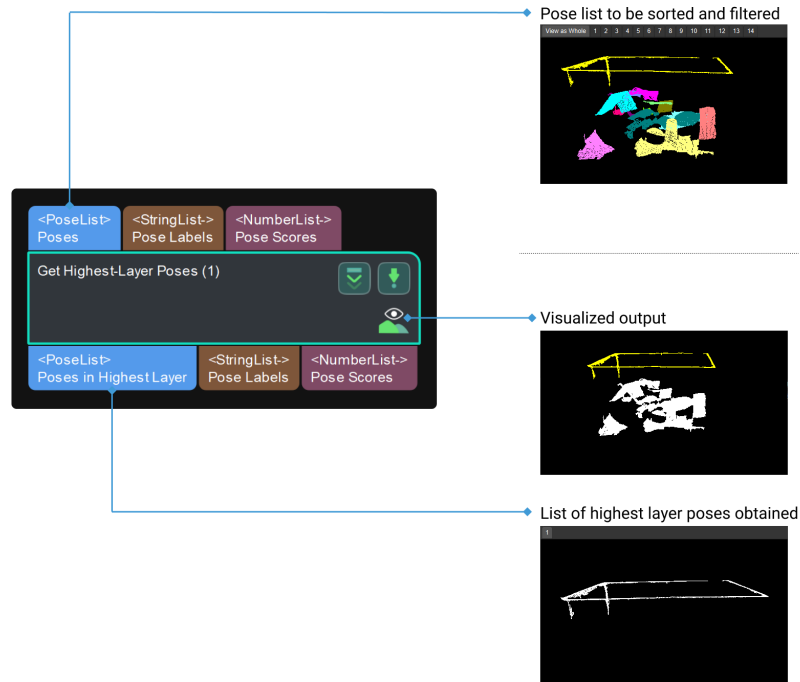 Pose list to be sorted and filtered
View as Whole 1 2 3 4 5 6 7 8 9 10 11 12 13 14
<PoseList> <StringList-> <NumberList->
Poses Pose Labels Pose Scores
Get Highest-Layer Poses (1)
Visualized output
<PoseList> <StringList-> <NumberList->
Poses in Highest Layer Pose Labels Pose Scores
List of highest layer poses obtained
1